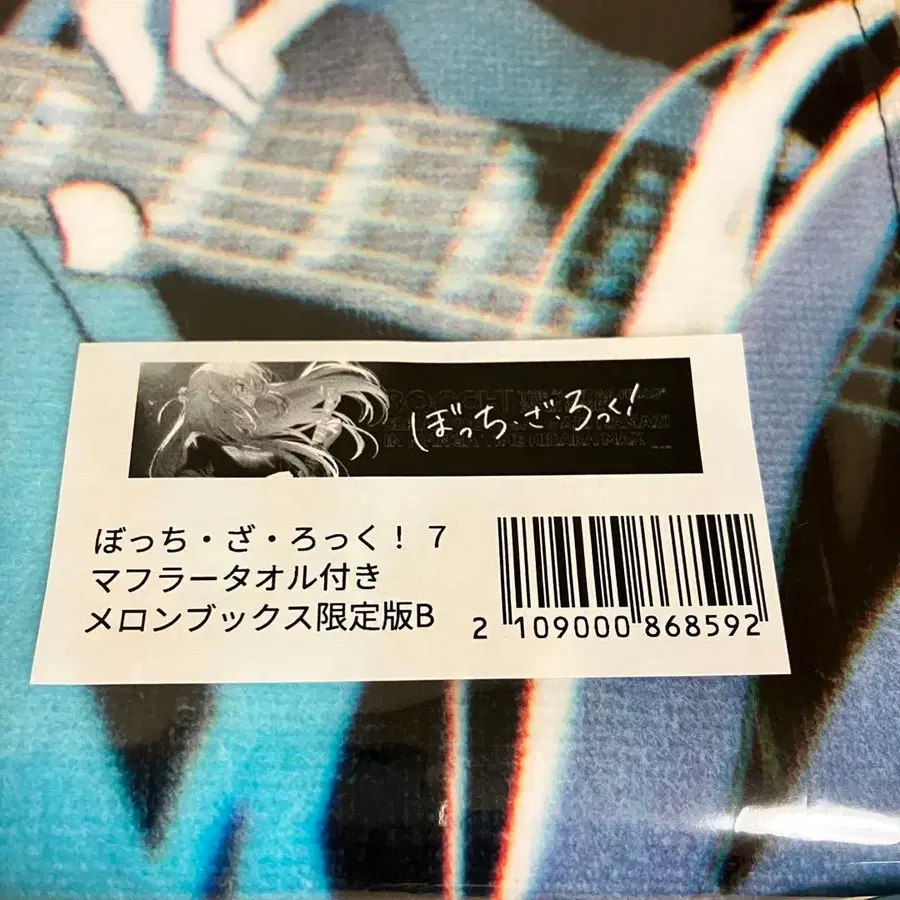 ぼっち・ざ・ろっく!
ぼっち・ざ・ろっく! 7
マフラータオル付き
メロンブックス限定版B
2 109000 868592